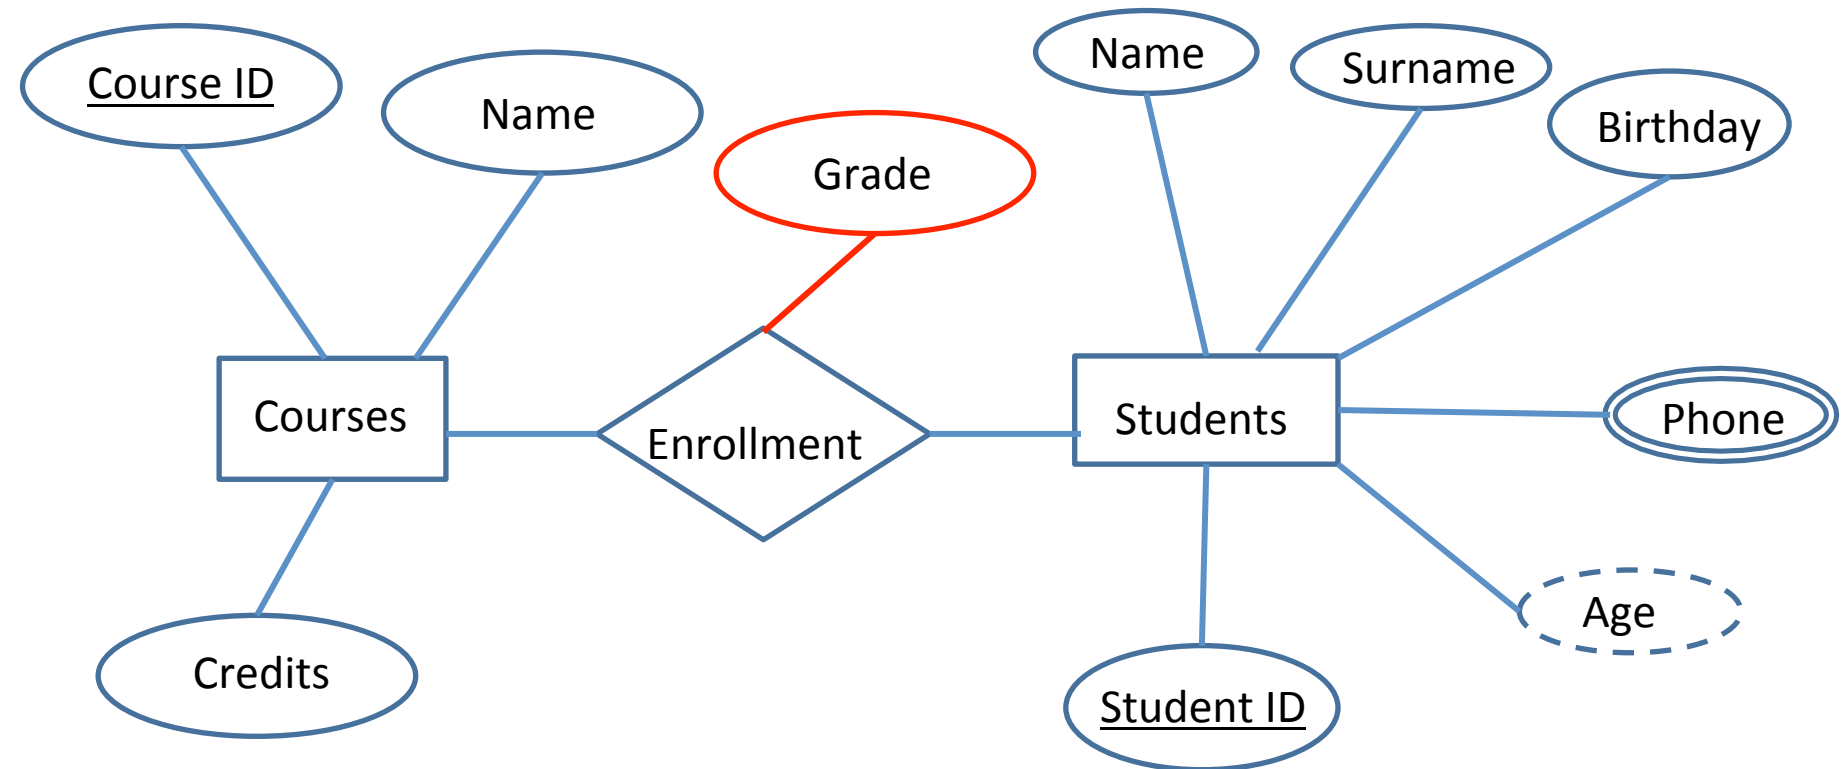 Course ID
Name
Grade
Name
Surname
Birthday
Courses
Enrollment
Students
Phone
Age
Credits
Student ID